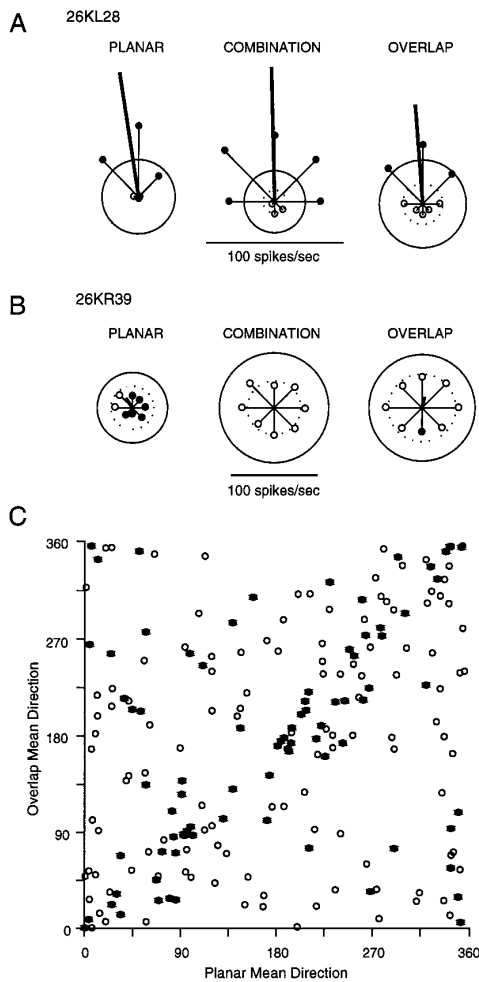 A
26KL28
PLANAR COMBINATION OVERLAP
100 spikes/sec
B
26KR39
PLANAR COMBINATION OVERLAP
100 spikes/sec
C
360
270
180
90
0
Overlap Mean Direction
0 90 180 270 360
Planar Mean Direction